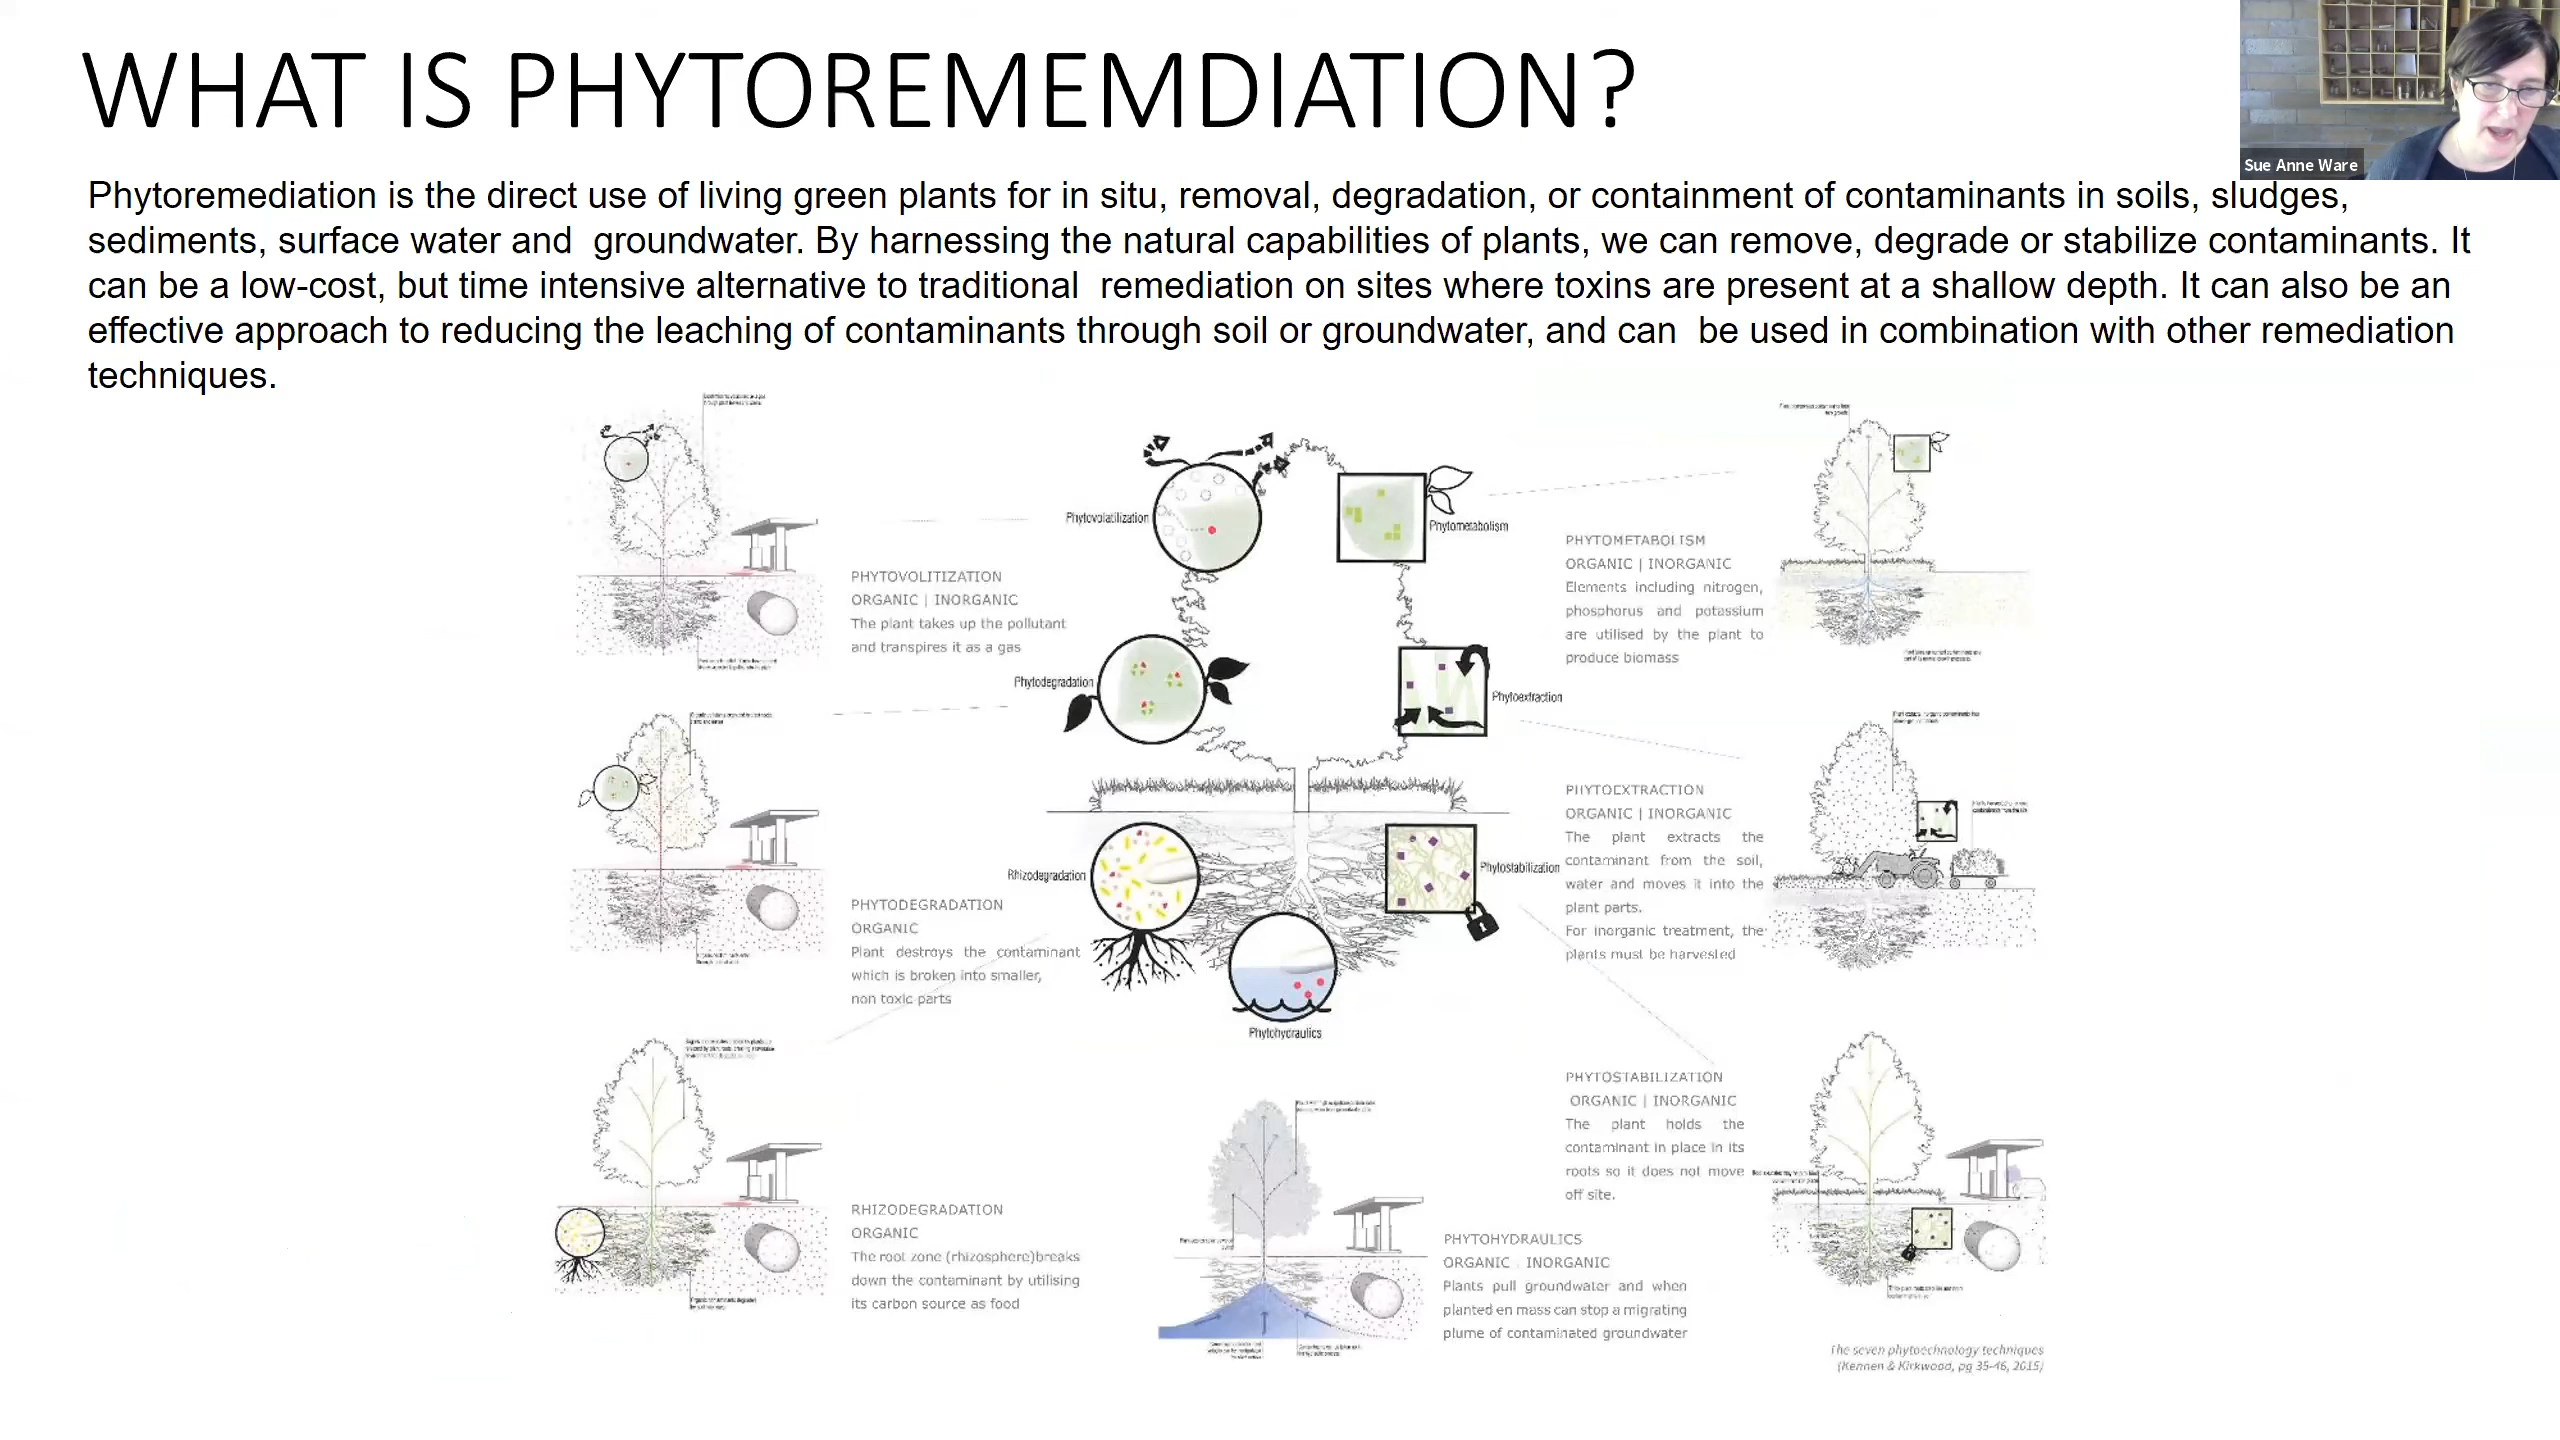 WHAT IS PHYTOREMEMDIATION?
Sue Anne Ware
Phytoremediation is the direct use of living green plants for in situ, removal, degradation, or containment of contaminants in soils, sludges,
sediments, surface water and groundwater. By harnessing the natural capabilities of plants, we can remove, degrade or stabilize contaminants. It
can be a low-cost, but time intensive alternative to traditional remediation on sites where toxins are present at a shallow depth. It can also be an
effective approach to reducing the leaching of contaminants through soil or groundwater, and can be used in combination with other remediation
techniques.
Phytovolatilization
Phytometabolism
Phytodegradation
Phytoextraction
Rhizodegradation
Phytostabilization
Phytohydraulics
PHYTOVOLITIZATION
ORGANIC | INORGANIC
The plant takes up the pollutant
and transpires it as a gas
PHYTODEGRADATION
ORGANIC
Plant destroys the contaminant
which is broken into smaller,
non toxic parts
RHIZODEGRADATION
ORGANIC
The root zone (rhizosphere)breaks
down the contaminant by utilising
its carbon source as food
PHYTOMETABOLISM
ORGANIC | INORGANIC
Elements including nitrogen,
phosphorus and potassium
are utilised by the plant to
produce biomass
PHYTOEXTRACTION
ORGANIC | INORGANIC
The plant extracts the
contaminant from the soil,
water and moves it into the
plant parts.
For inorganic treatment, the
plants must be harvested
PHYTOSTABILIZATION
ORGANIC | INORGANIC
The plant holds the
contaminant in place in its
roots so it does not move
off site.
PHYTOHYDRAULICS
ORGANIC INORGANIC
Plants pull groundwater and when
planted en mass can stop a migrating
plume of contaminated groundwater
The seven phytoechnology techniques
(Kennen & Kirkwood, pg 35-46, 2015)